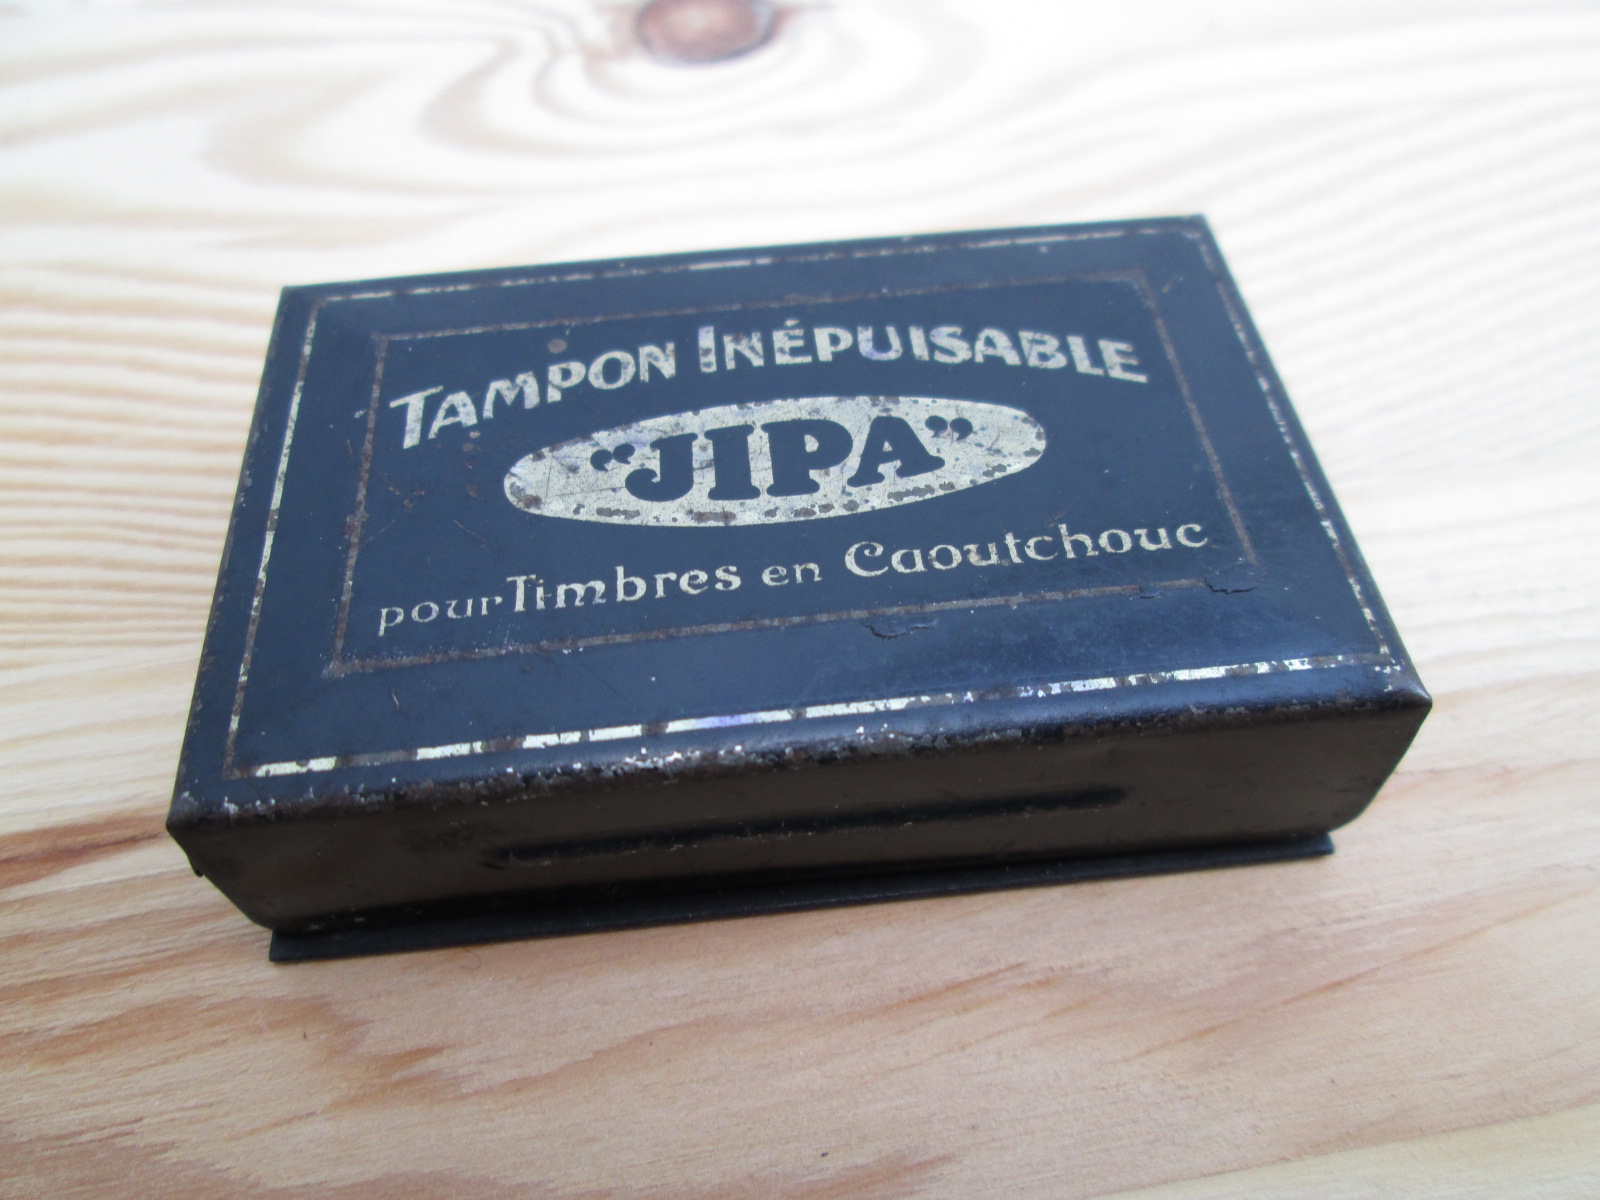 TAMPON INÉPUISABLE
“JIPA”
pour Timbres en Caoutchouc